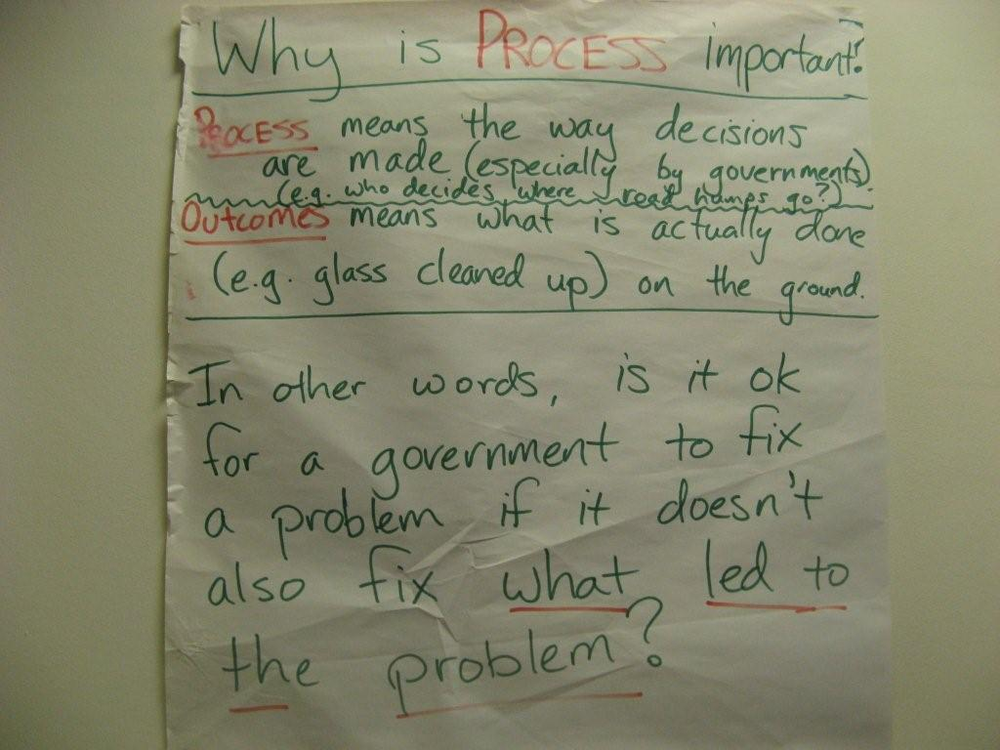 Why is PROCESS important?
PROCESS means the way decisions
are made (especially by governments)
(e.g. who decides where road humps go?)
Outcomes means what is actually done
(e.g. glass cleaned up) on the ground.
In other words, is it ok
for a government to fix
a problem if it doesn't
also fix what led to
the problem?